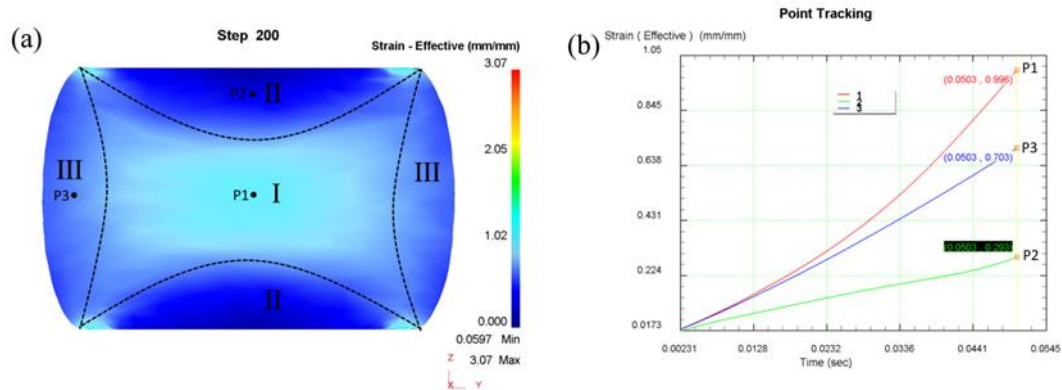 (a)
Step 200
Strain - Effective (mm/mm)
3.07
2.05
1.02
0.000
0.0597 Min
3.07 Max
P2
II
III
P3
P1
I
III
II
Z
X
Y
(b)
Point Tracking
Strain ( Effective ) (mm/mm)
1.05
0.845
0.638
0.431
0.224
0.0173
0.00231
0.0128
0.0232
0.0336
0.0441
0.0545
Time (sec)
1
2
3
(0.0503 , 0.996)
P1
(0.0503 , 0.703)
P3
(0.0503 , 0.293)
P2